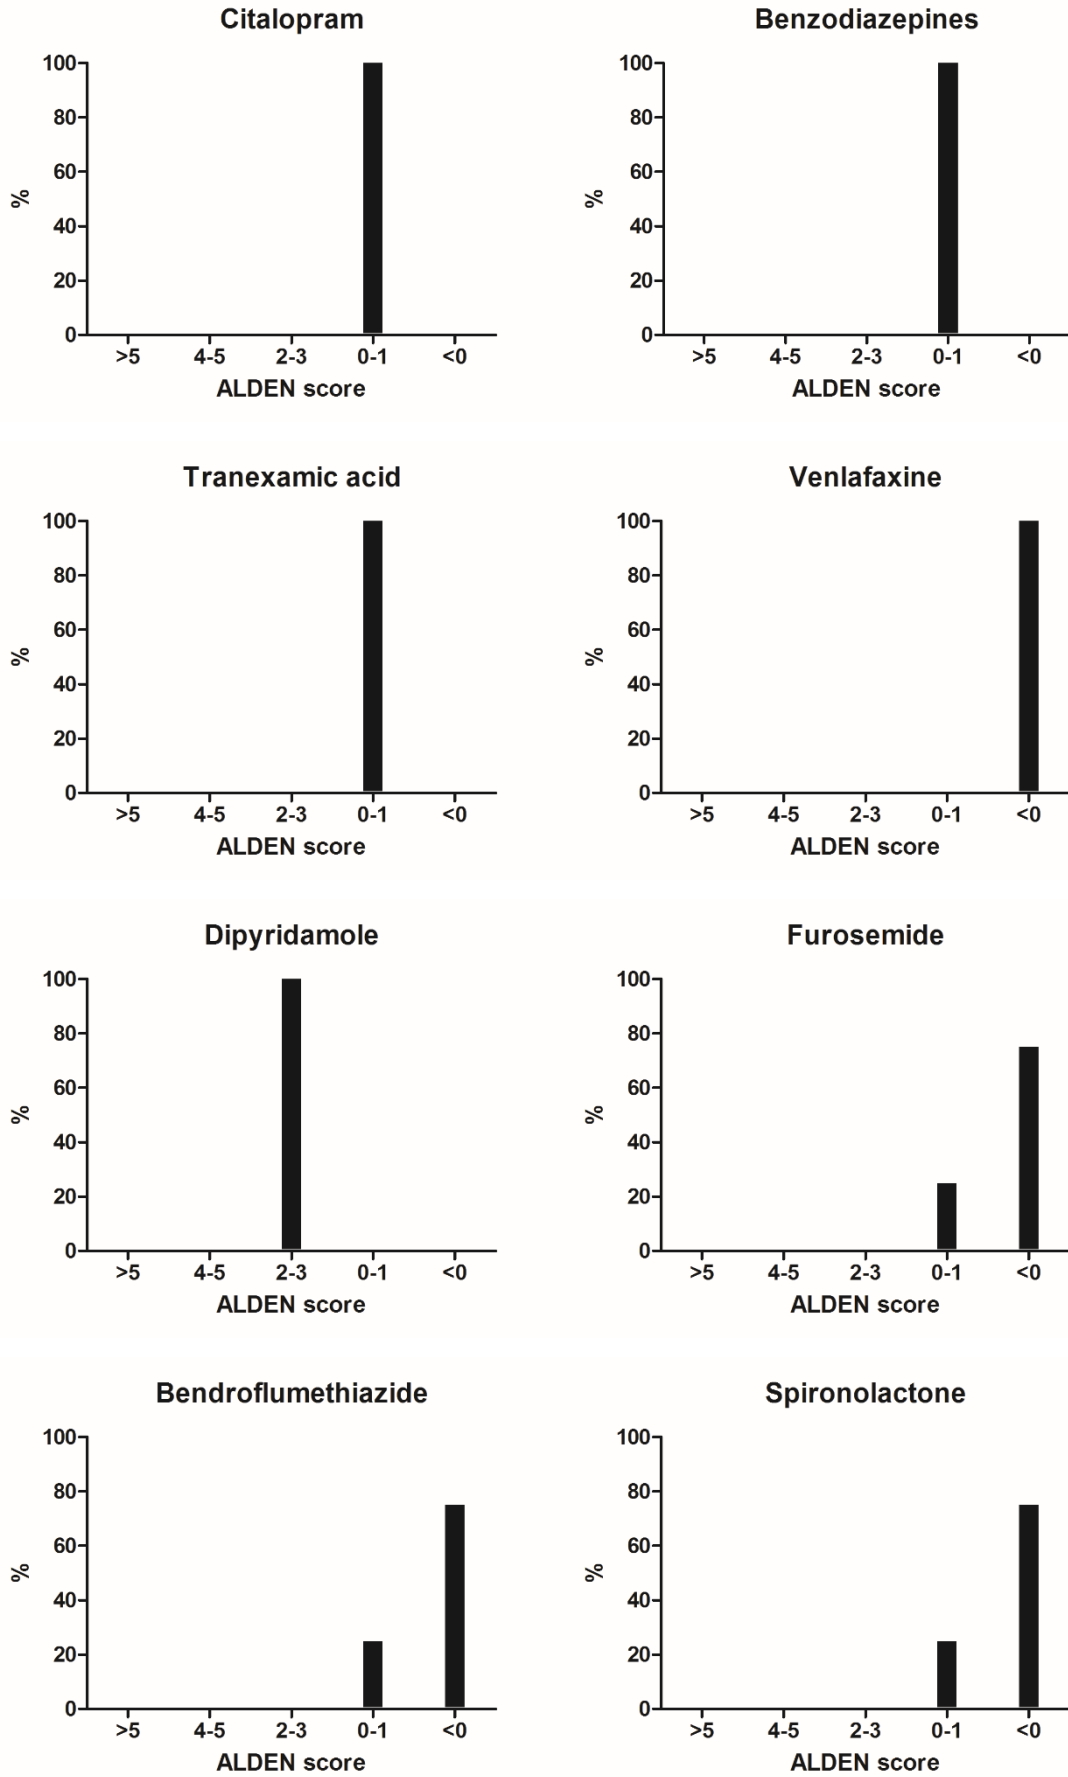 Citalopram
100
80
60
40
20
0
%
>5 4-5 2-3 0-1 <0
ALDEN score
Benzodiazepines
100
80
60
40
20
0
%
>5 4-5 2-3 0-1 <0
ALDEN score
Tranexamic acid
100
80
60
40
20
0
%
>5 4-5 2-3 0-1 <0
ALDEN score
Venlafaxine
100
80
60
40
20
0
%
>5 4-5 2-3 0-1 <0
ALDEN score
Dipyridamole
100
80
60
40
20
0
%
>5 4-5 2-3 0-1 <0
ALDEN score
Furosemide
100
80
60
40
20
0
%
>5 4-5 2-3 0-1 <0
ALDEN score
Bendroflumethiazide
100
80
60
40
20
0
%
>5 4-5 2-3 0-1 <0
ALDEN score
Spironolactone
100
80
60
40
20
0
%
>5 4-5 2-3 0-1 <0
ALDEN score